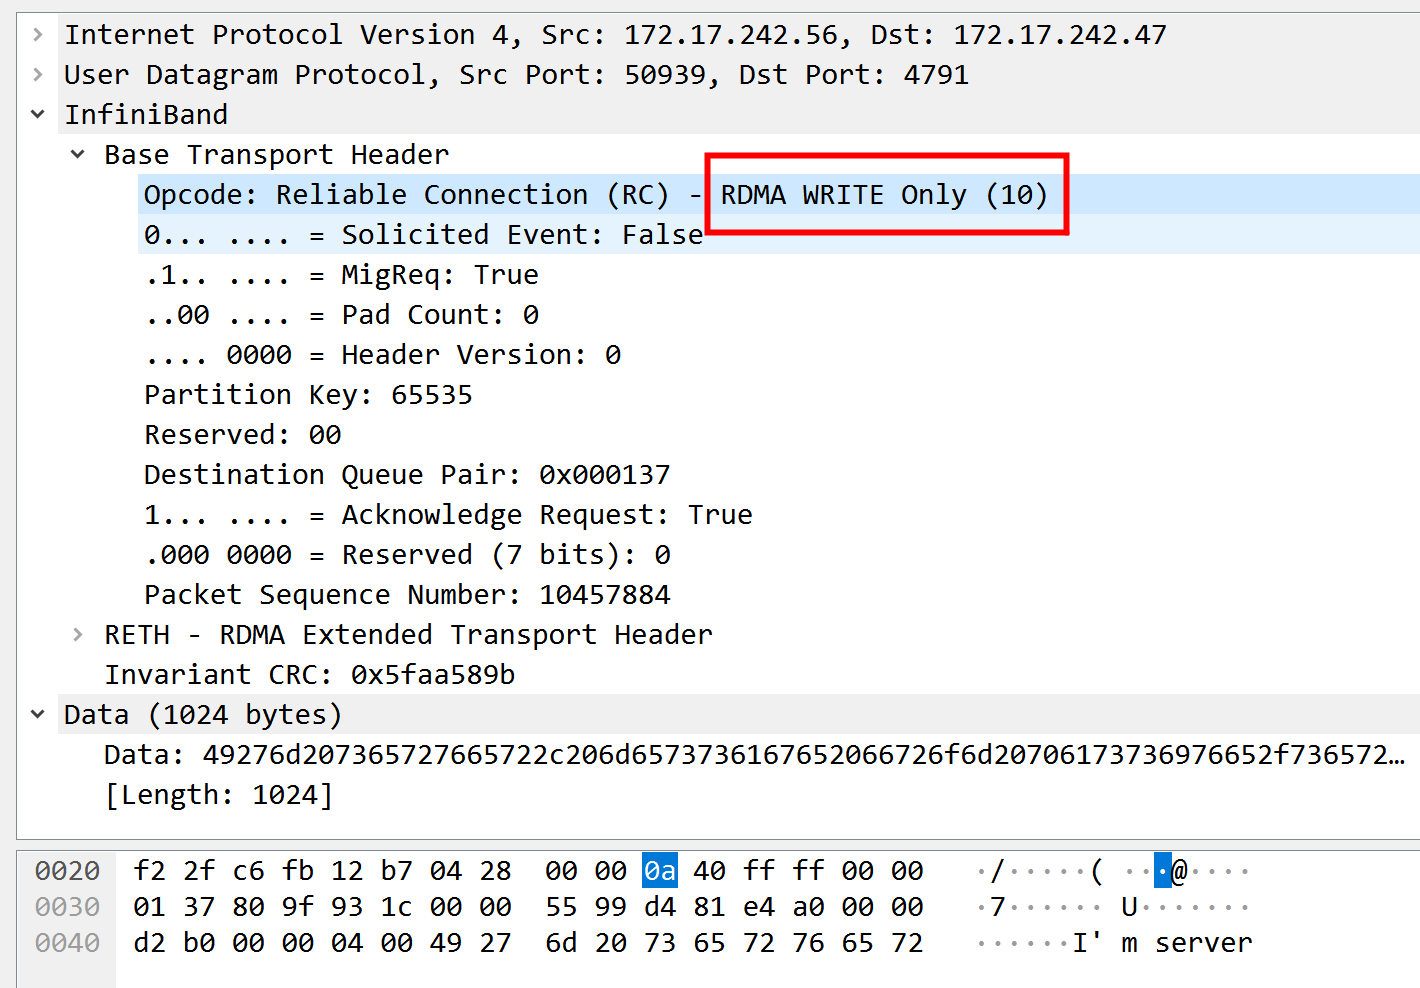 Internet Protocol Version 4, Src: 172.17.242.56, Dst: 172.17.242.47
User Datagram Protocol, Src Port: 50939, Dst Port: 4791
InfiniBand
Base Transport Header
Opcode: Reliable Connection (RC) - RDMA WRITE Only (10)
0... .... = Solicited Event: False
.1.. .... = MigReq: True
..00 .... = Pad Count: 0
.... 0000 = Header Version: 0
Partition Key: 65535
Reserved: 00
Destination Queue Pair: 0x000137
1... .... = Acknowledge Request: True
.000 0000 = Reserved (7 bits): 0
Packet Sequence Number: 10457884
RETH - RDMA Extended Transport Header
Invariant CRC: 0x5faa589b
Data (1024 bytes)
Data: 49276d207365727665722c206d6573736167652066726f6d20706173736976652f736572…
[Length: 1024]
0020 f2 2f c6 fb 12 b7 04 28 00 00 0a 40 ff ff 00 00 ·/·····( ···@····
0030 01 37 80 9f 93 1c 00 00 55 99 d4 81 e4 a0 00 00 ·7······ U·······
0040 d2 b0 00 00 04 00 49 27 6d 20 73 65 72 76 65 72 ······I' m server